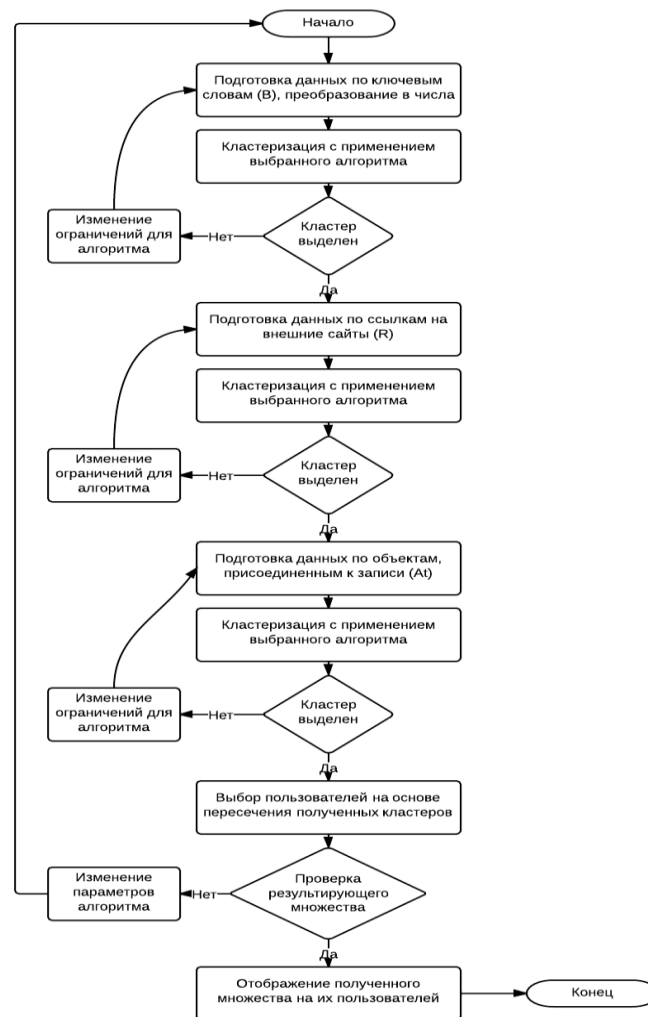 Начало
Подготовка данных по ключевым
словам (B), преобразование в числа
Кластеризация с применением
выбранного алгоритма
Кластер
выделен
Нет
Изменение
ограничений для
алгоритма
Да
Подготовка данных по ссылкам на
внешние сайты (R)
Кластеризация с применением
выбранного алгоритма
Кластер
выделен
Нет
Изменение
ограничений для
алгоритма
Да
Подготовка данных по объектам,
присоединенным к записи (At)
Кластеризация с применением
выбранного алгоритма
Кластер
выделен
Нет
Изменение
ограничений для
алгоритма
Да
Выбор пользователей на основе
пересечения полученных кластеров
Проверка
результирующего
множества
Нет
Изменение
параметров
алгоритма
Да
Отображение полученного
множества на их пользователей
Конец